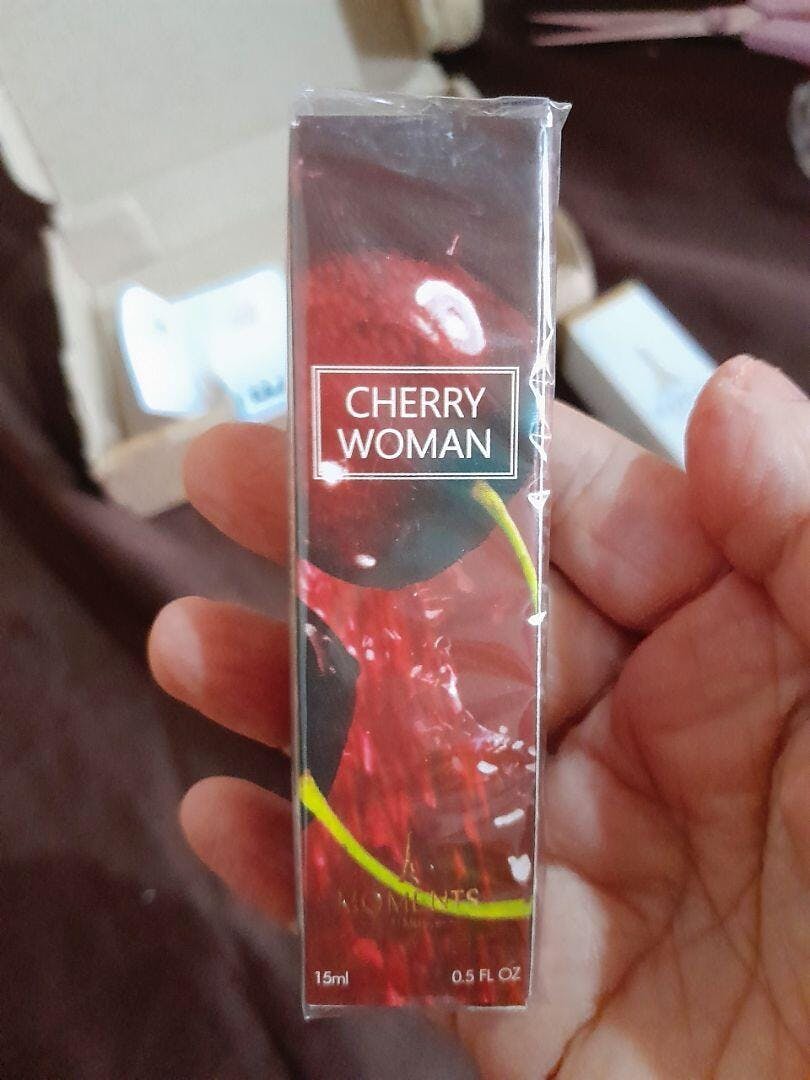 CHERRY
WOMAN
MOMENTS
15ml
0.5 FL OZ